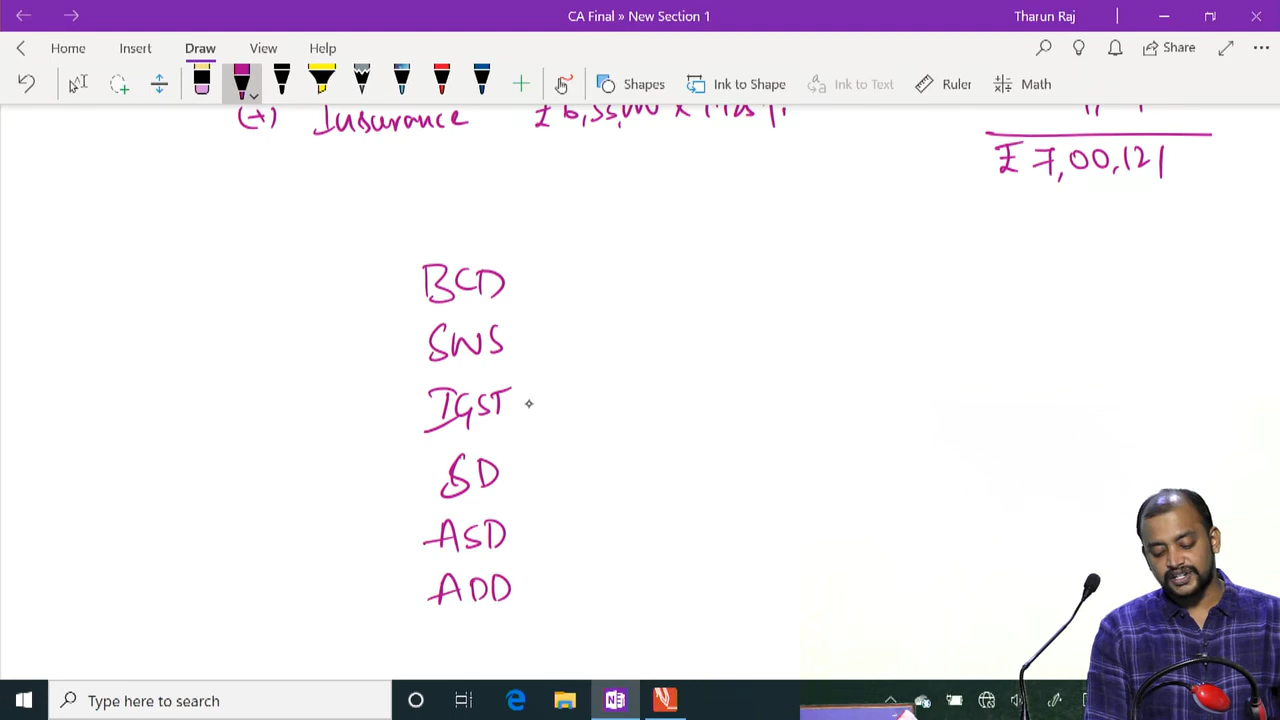 CA Final » New Section 1
Tharun Raj
Home Insert Draw View Help
Share
Shapes Ink to Shape Ink to Text Ruler Math
(+) Insurance
₹ 7,00,121
BCD
SWS
IGST
SD
ASD
ADD
Type here to search